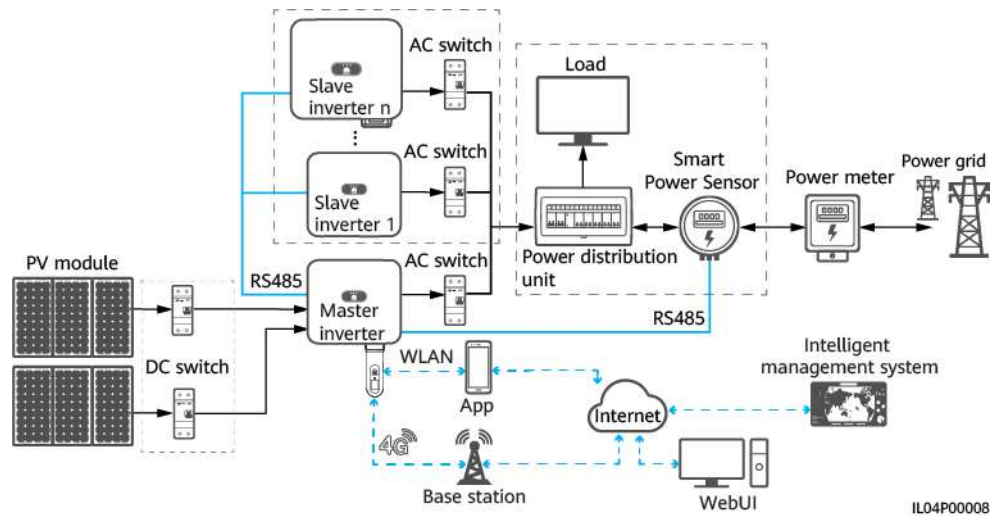 AC switch
Slave
inverter n
Load
AC switch
Slave
inverter 1
Smart
Power Sensor
Power meter
Power grid
0000
0000
Power distribution
unit
PV module
RS485
AC switch
Master
inverter
RS485
DC switch
WLAN
App
Internet
Intelligent
management system
4G
Base station
WebUI
IL04P00008